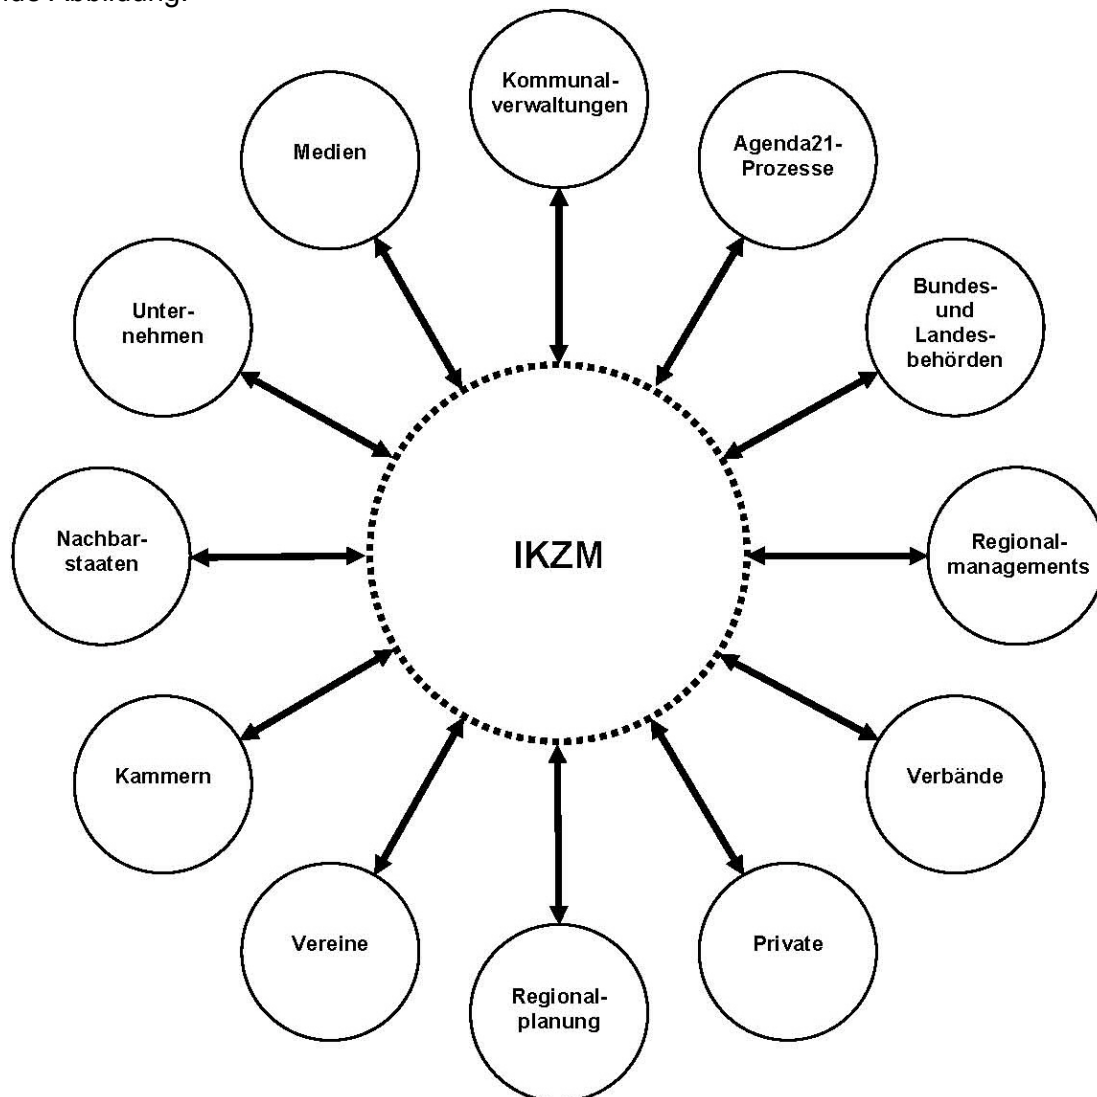 Abbildung.
Kommunal-
verwaltungen
Medien
Agenda21-
Prozesse
Unter-
nehmen
Bundes-
und
Landes-
behörden
Nachbar-
staaten
IKZM
Regional-
managements
Kammern
Verbände
Vereine
Private
Regional-
planung